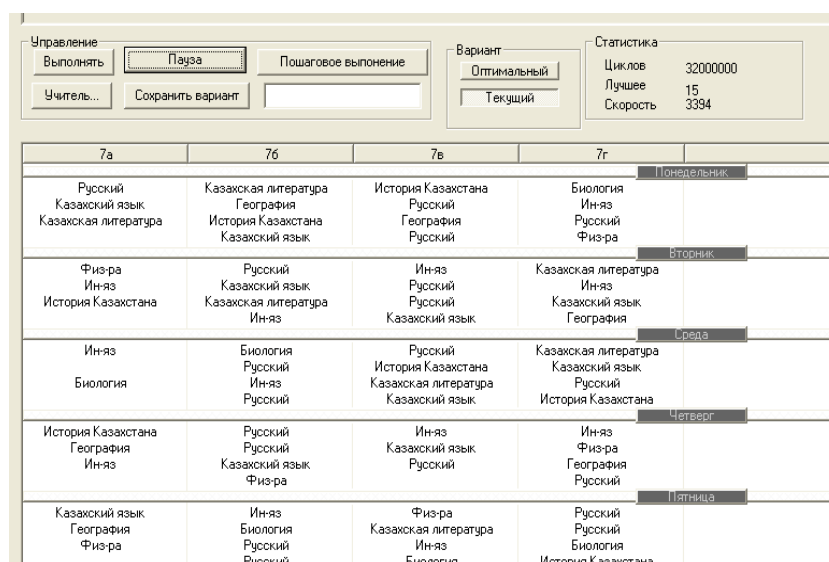 Управление
Вариант
Статистика
Выполнять Пауза Пошаговое выпонение
Оптимальный
Циклов 32000000
Учитель... Сохранить вариант
Текущий
Лучшее 15
Скорость 3394
7а 7б 7в 7г
Понедельник
Русский Казахская литература История Казахстана Биология
Казахский язык География Русский Ин-яз
Казахская литература История Казахстана География Русский
Казахский язык Русский Физ-ра
Вторник
Физ-ра Русский Ин-яз Казахская литература
Ин-яз Казахский язык Русский Ин-яз
История Казахстана Казахская литература Русский Казахский язык
Ин-яз Казахский язык География
Среда
Ин-яз Биология Русский Казахская литература
Русский История Казахстана Казахский язык
Биология Ин-яз Казахская литература Русский
Русский Казахский язык История Казахстана
Четверг
История Казахстана Русский Ин-яз Ин-яз
География Русский Казахский язык Физ-ра
Ин-яз Казахский язык Русский География
Физ-ра Русский
Пятница
Казахский язык Ин-яз Физ-ра Русский
География Биология Казахская литература Русский
Физ-ра Русский Ин-яз Биология
Русский Биология История Казахстана